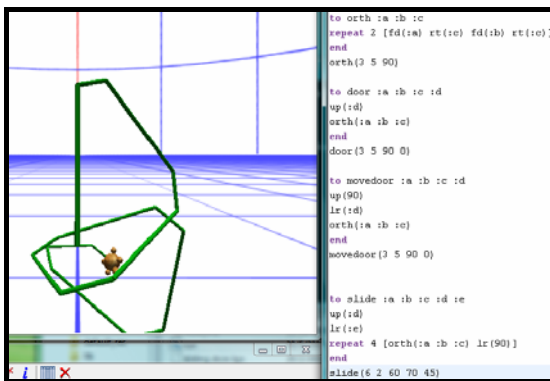 to orth :a :b :c
repeat 2 [fd(:a) rt(:c) fd(:b) rt(:c)]
end
orth(3 5 90)
to door :a :b :c :d
up(:d)
orth(:a :b :c)
end
door(3 5 90 0)
to movedoor :a :b :c :d
up(90)
lr(:d)
orth(:a :b :c)
end
movedoor(3 5 90 0)
to slide :a :b :c :d :e
up(:d)
lr(:e)
repeat 4 [orth(:a :b :c) lr(90)]
end
slide(6 2 60 70 45)